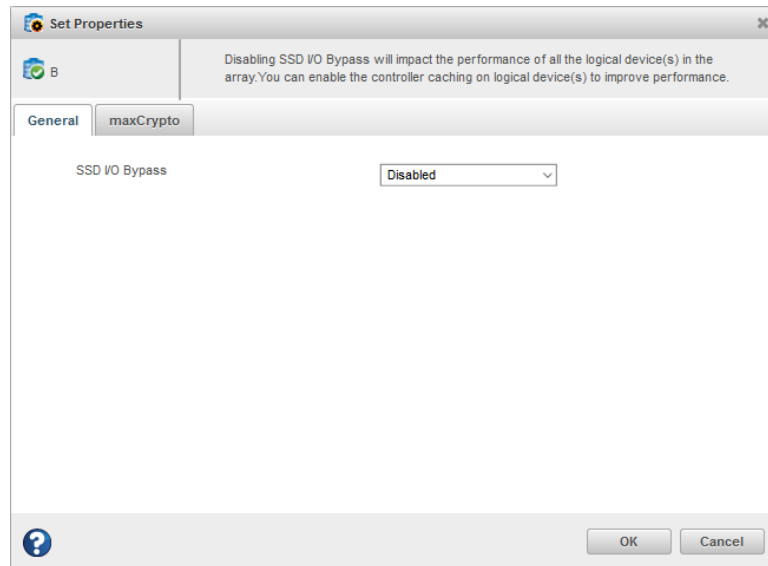 Set Properties
B
Disabling SSD I/O Bypass will impact the performance of all the logical device(s) in the
array.You can enable the controller caching on logical device(s) to improve performance.
General
maxCrypto
SSD I/O Bypass
Disabled
?
OK
Cancel